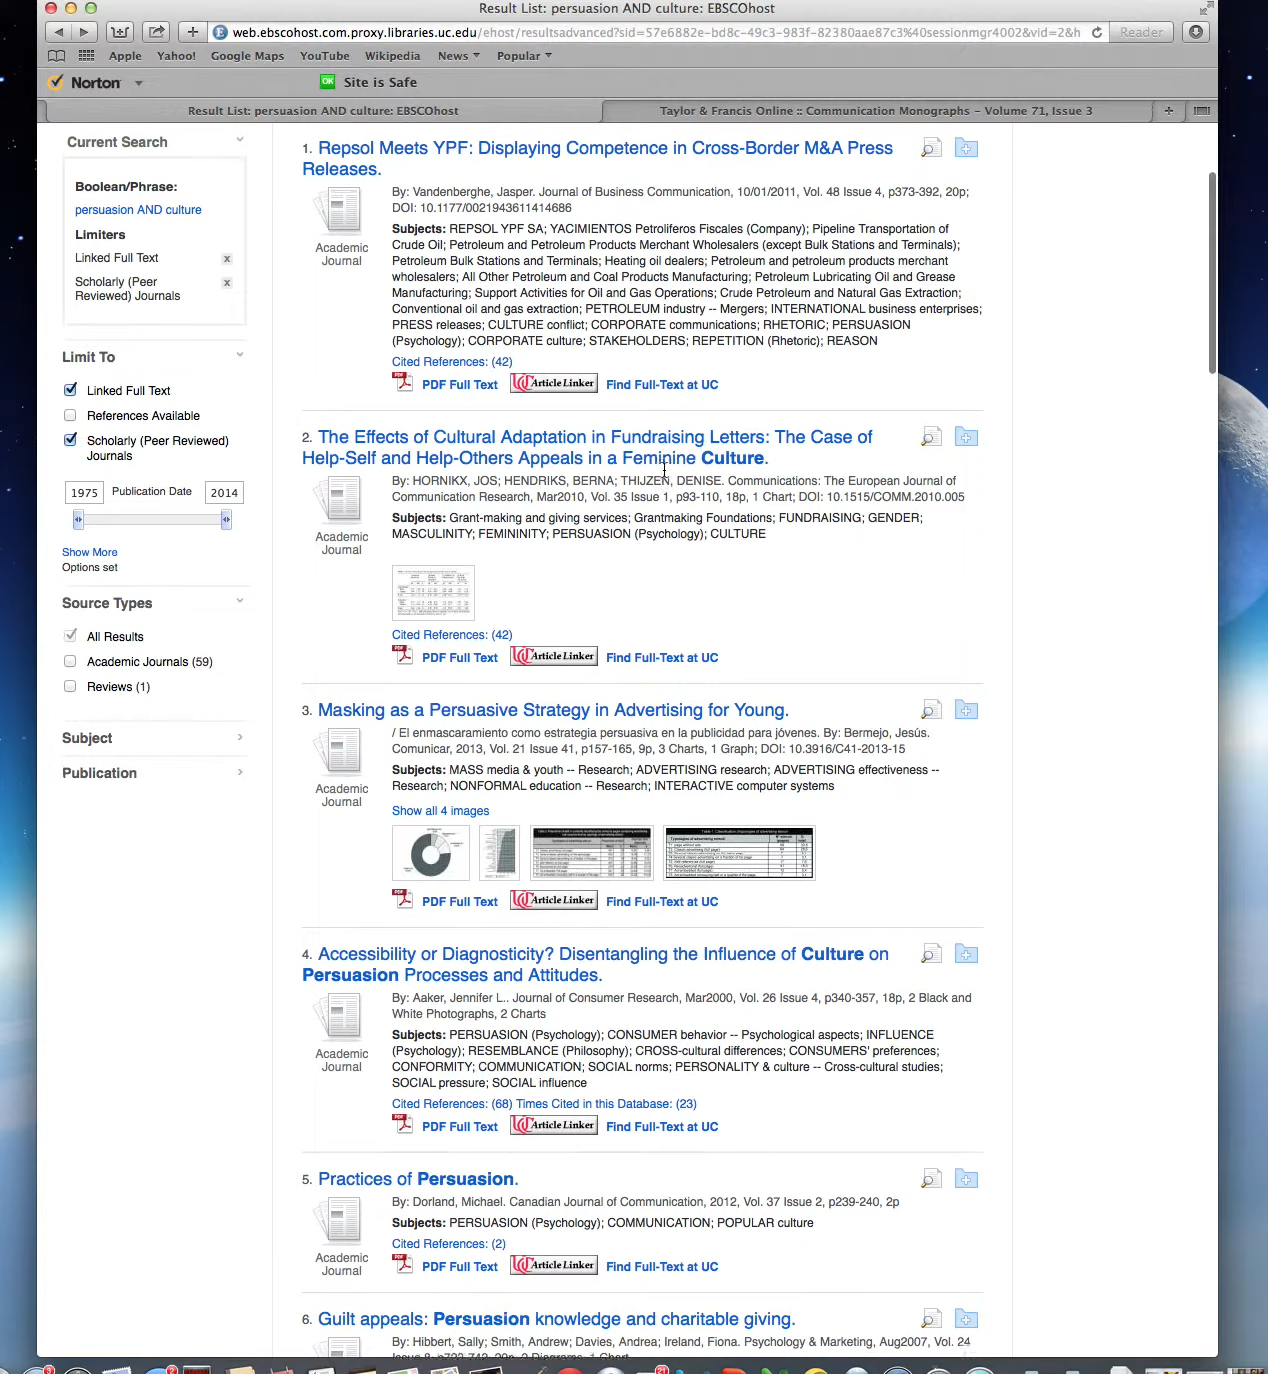 Result List: persuasion AND culture: EBSCOhost
web.ebscohost.com.proxy.libraries.uc.edu/ehost/resultsadvanced?sid=57e6882e-bd8c-49c3-983f-82380aae87c3%40sessionmgr4002&vid=2&h
Reader
Apple Yahoo! Google Maps YouTube Wikipedia News Popular
Norton OK Site is Safe
Result List: persuasion AND culture: EBSCOhost
Taylor & Francis Online :: Communication Monographs – Volume 71, Issue 3
Current Search
Boolean/Phrase:
persuasion AND culture
Limiters
Linked Full Text x
Scholarly (Peer x
Reviewed) Journals
Limit To
Linked Full Text
References Available
Scholarly (Peer Reviewed)
Journals
1975 Publication Date 2014
Show More
Options set
Source Types
All Results
Academic Journals (59)
Reviews (1)
Subject
Publication
1. Repsol Meets YPF: Displaying Competence in Cross-Border M&A Press
Releases.
Academic
Journal
By: Vandenberghe, Jasper. Journal of Business Communication, 10/01/2011, Vol. 48 Issue 4, p373-392, 20p;
DOI: 10.1177/0021943611414686
Subjects: REPSOL YPF SA; YACIMIENTOS Petroliferos Fiscales (Company); Pipeline Transportation of
Crude Oil; Petroleum and Petroleum Products Merchant Wholesalers (except Bulk Stations and Terminals);
Petroleum Bulk Stations and Terminals; Heating oil dealers; Petroleum and petroleum products merchant
wholesalers; All Other Petroleum and Coal Products Manufacturing; Petroleum Lubricating Oil and Grease
Manufacturing; Support Activities for Oil and Gas Operations; Crude Petroleum and Natural Gas Extraction;
Conventional oil and gas extraction; PETROLEUM industry -- Mergers; INTERNATIONAL business enterprises;
PRESS releases; CULTURE conflict; CORPORATE communications; RHETORIC; PERSUASION
(Psychology); CORPORATE culture; STAKEHOLDERS; REPETITION (Rhetoric); REASON
Cited References: (42)
PDF Full Text UC Article Linker Find Full-Text at UC
2. The Effects of Cultural Adaptation in Fundraising Letters: The Case of
Help-Self and Help-Others Appeals in a Feminine Culture.
Academic
Journal
By: HORNIKX, JOS; HENDRIKS, BERNA; THIJZEN, DENISE. Communications: The European Journal of
Communication Research, Mar2010, Vol. 35 Issue 1, p93-110, 18p, 1 Chart; DOI: 10.1515/COMM.2010.005
Subjects: Grant-making and giving services; Grantmaking Foundations; FUNDRAISING; GENDER;
MASCULINITY; FEMININITY; PERSUASION (Psychology); CULTURE
Cited References: (42)
PDF Full Text UC Article Linker Find Full-Text at UC
3. Masking as a Persuasive Strategy in Advertising for Young.
Academic
Journal
/ El enmascaramiento como estrategia persuasiva en la publicidad para jóvenes. By: Bermejo, Jesús.
Comunicar, 2013, Vol. 21 Issue 41, p157-165, 9p, 3 Charts, 1 Graph; DOI: 10.3916/C41-2013-15
Subjects: MASS media & youth -- Research; ADVERTISING research; ADVERTISING effectiveness --
Research; NONFORMAL education -- Research; INTERACTIVE computer systems
Show all 4 images
PDF Full Text UC Article Linker Find Full-Text at UC
4. Accessibility or Diagnosticity? Disentangling the Influence of Culture on
Persuasion Processes and Attitudes.
Academic
Journal
By: Aaker, Jennifer L.. Journal of Consumer Research, Mar2000, Vol. 26 Issue 4, p340-357, 18p, 2 Black and
White Photographs, 2 Charts
Subjects: PERSUASION (Psychology); CONSUMER behavior -- Psychological aspects; INFLUENCE
(Psychology); RESEMBLANCE (Philosophy); CROSS-cultural differences; CONSUMERS' preferences;
CONFORMITY; COMMUNICATION; SOCIAL norms; PERSONALITY & culture -- Cross-cultural studies;
SOCIAL pressure; SOCIAL influence
Cited References: (68) Times Cited in this Database: (23)
PDF Full Text UC Article Linker Find Full-Text at UC
5. Practices of Persuasion.
Academic
Journal
By: Dorland, Michael. Canadian Journal of Communication, 2012, Vol. 37 Issue 2, p239-240, 2p
Subjects: PERSUASION (Psychology); COMMUNICATION; POPULAR culture
Cited References: (2)
PDF Full Text UC Article Linker Find Full-Text at UC
6. Guilt appeals: Persuasion knowledge and charitable giving.
By: Hibbert, Sally; Smith, Andrew; Davies, Andrea; Ireland, Fiona. Psychology & Marketing, Aug2007, Vol. 24